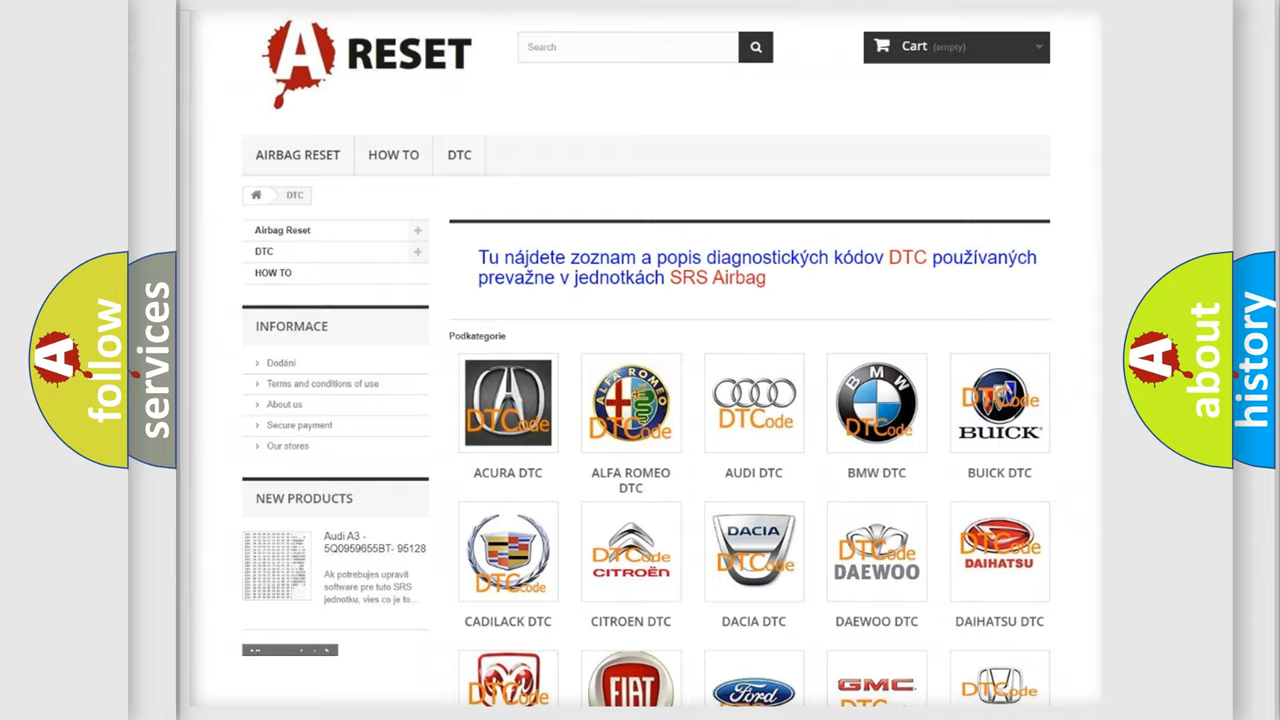 A RESET
Search
Cart (empty)
AIRBAG RESET
HOW TO
DTC
DTC
Airbag Reset
DTC
HOW TO
Tu nájdete zoznam a popis diagnostických kódov DTC používaných
prevažne v jednotkách SRS Airbag
INFORMACE
Dodání
Terms and conditions of use
About us
Secure payment
Our stores
NEW PRODUCTS
Audi A3 -
5Q0959655BT- 95128
Ak potrebujes upravit
software pre tuto SRS
jednotku, vies co je to...
Podkategorie
DTCode
ALFA ROMEO
DTCode
DTCode
BMW
DTCode
DTCode
BUICK
ACURA DTC
ALFA ROMEO
DTC
AUDI DTC
BMW DTC
BUICK DTC
DTCode
DTCode
CITROËN
DACIA
DTCode
DTCode
DAEWOO
DTCode
DAIHATSU
CADILACK DTC
CITROEN DTC
DACIA DTC
DAEWOO DTC
DAIHATSU DTC
DTCode
FIAT
Ford
GMC
DTCode
A follow
services
A about
history